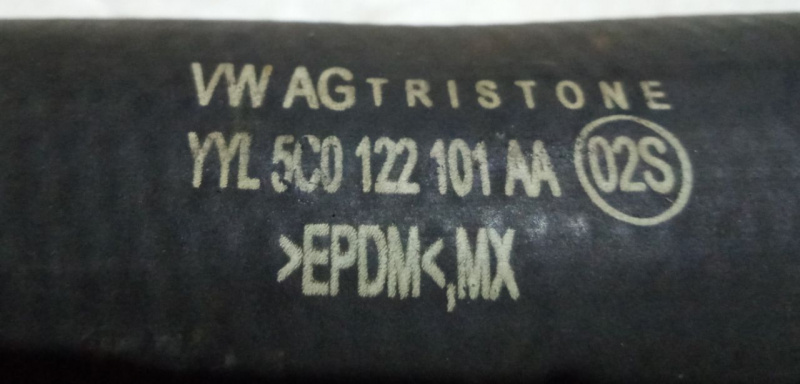 VW AG TRISTONE
YYL 5C0 122 101 AA 02S
>EPDM<,MX